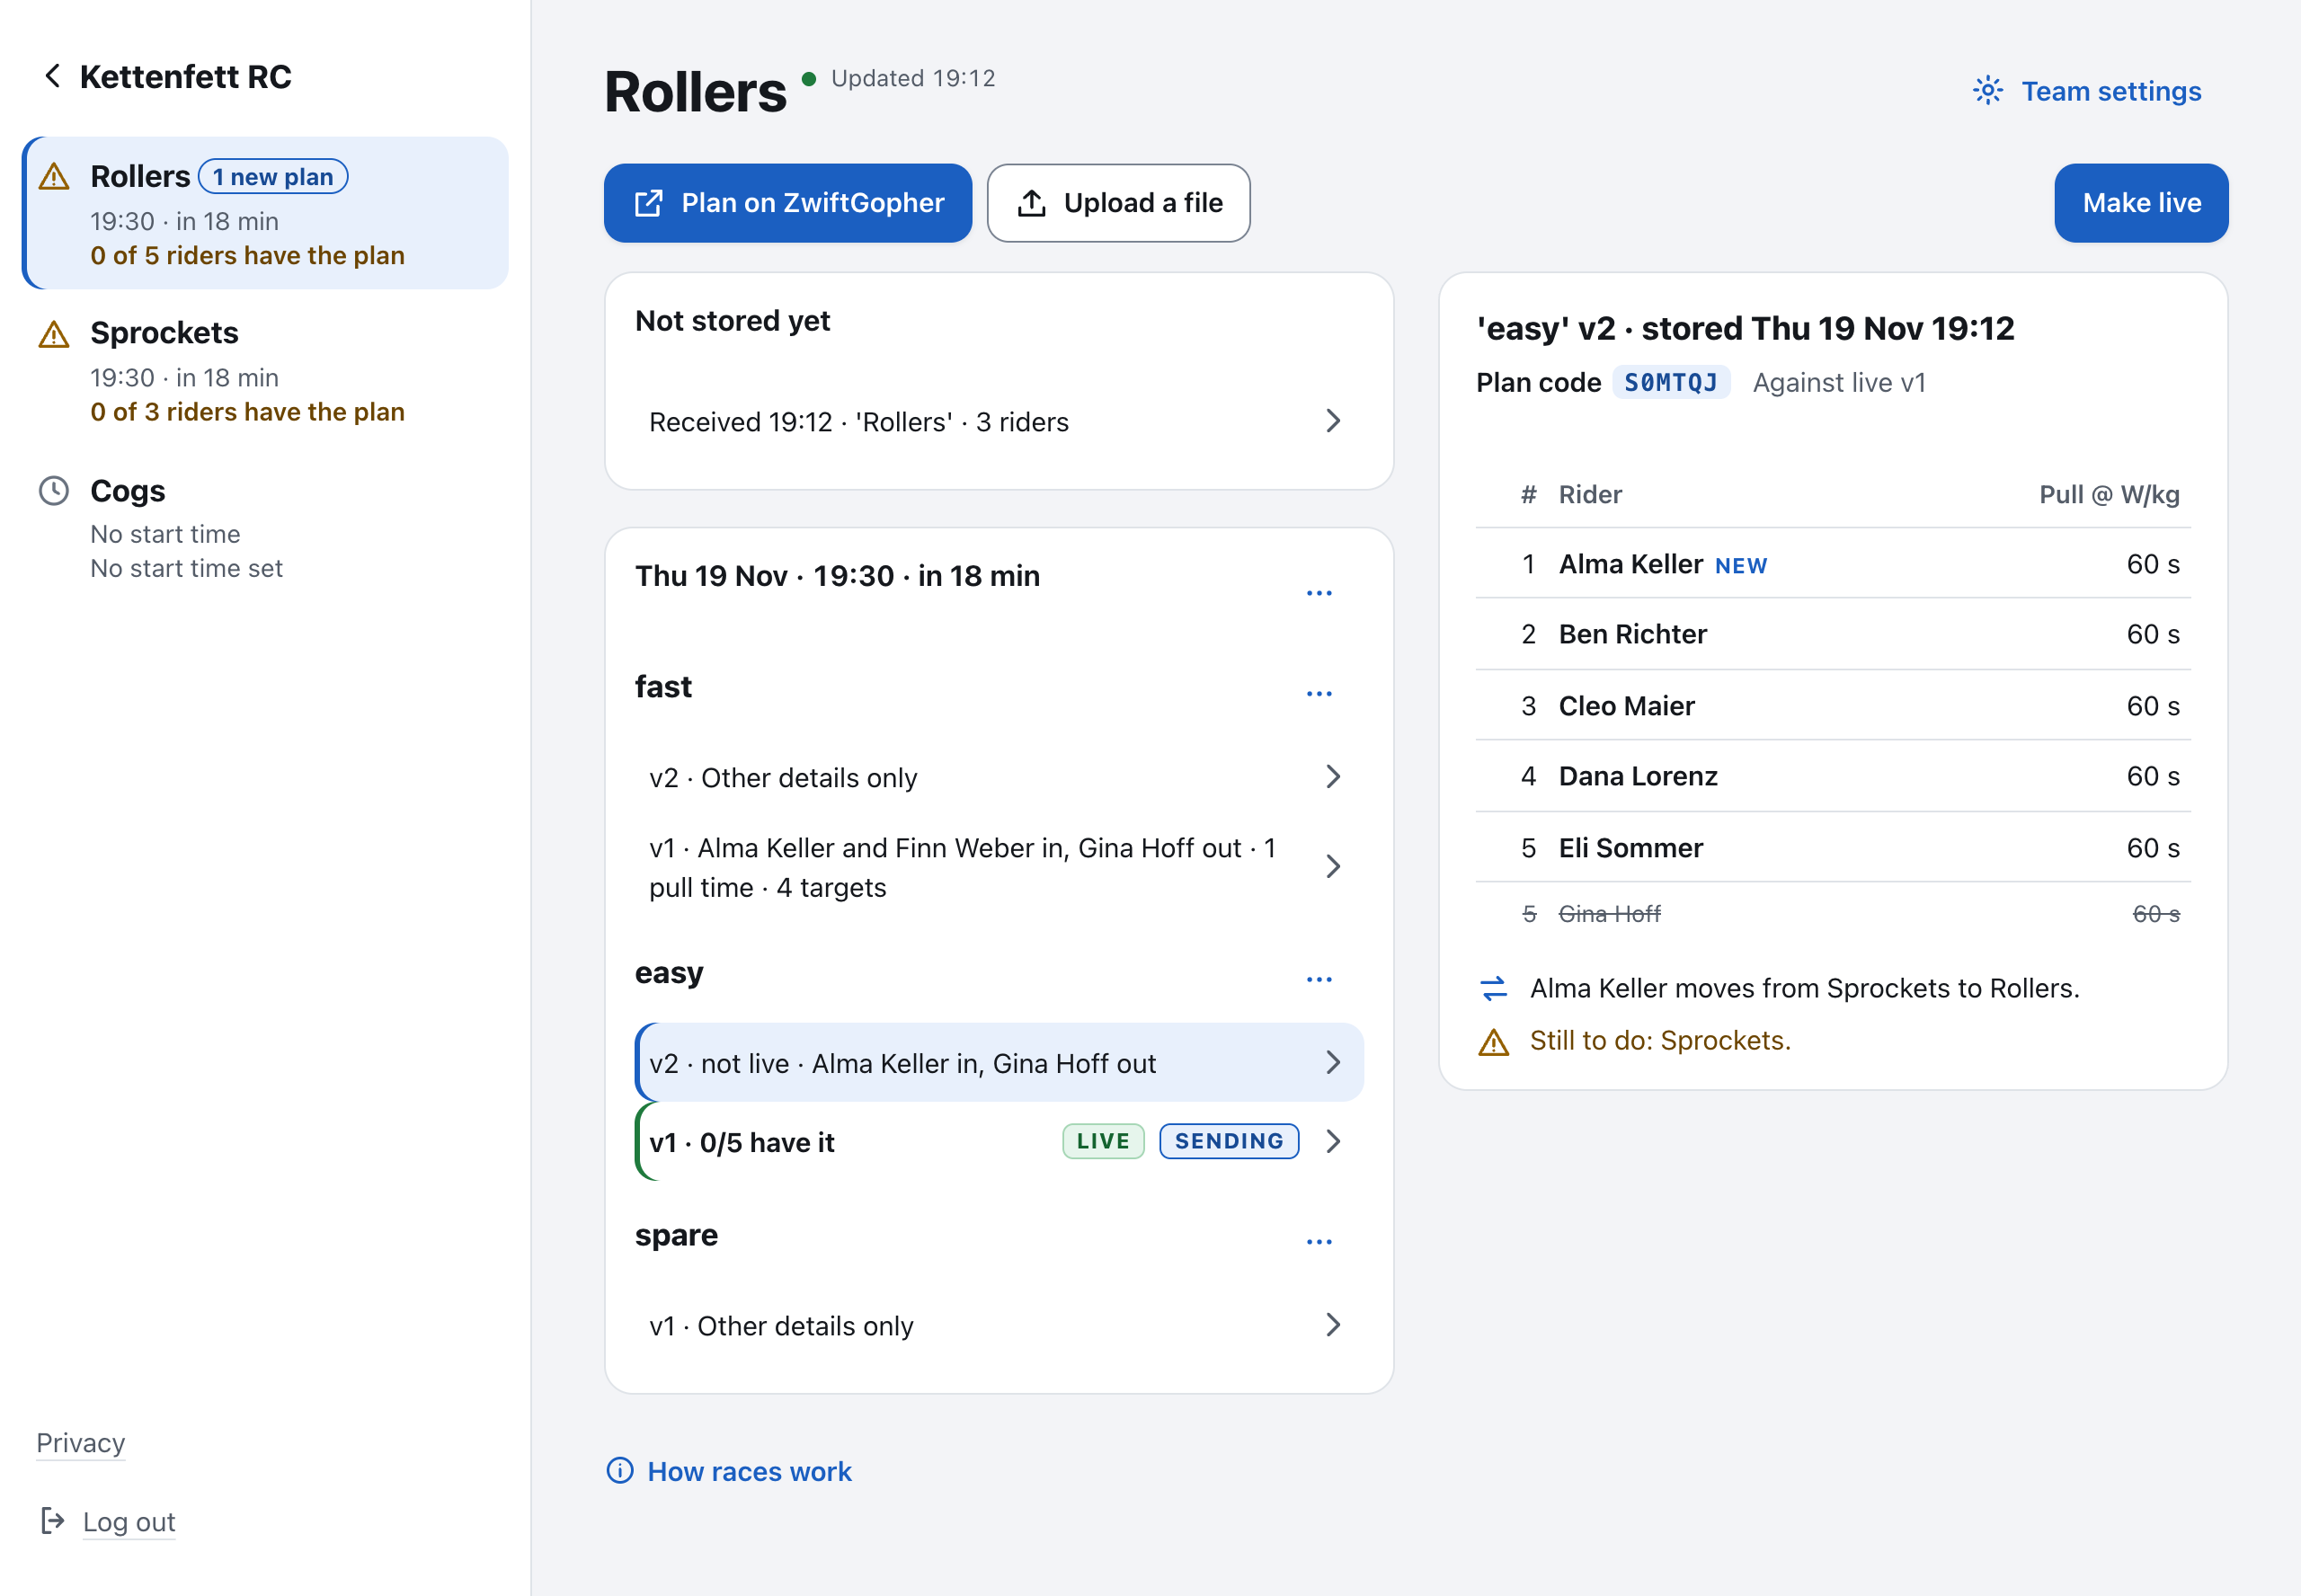 Kettenfett RC
Rollers 1 new plan
19:30 · in 18 min
0 of 5 riders have the plan
Sprockets
19:30 · in 18 min
0 of 3 riders have the plan
Cogs
No start time
No start time set
Privacy
Log out
Rollers Updated 19:12
Team settings
Plan on ZwiftGopher
Upload a file
Make live
Not stored yet
Received 19:12 · 'Rollers' · 3 riders
Thu 19 Nov · 19:30 · in 18 min
...
fast
...
v2 · Other details only
v1 · Alma Keller and Finn Weber in, Gina Hoff out · 1
pull time · 4 targets
easy
...
v2 · not live · Alma Keller in, Gina Hoff out
v1 · 0/5 have it LIVE SENDING
spare
...
v1 · Other details only
How races work
'easy' v2 · stored Thu 19 Nov 19:12
Plan code S0MTQJ Against live v1
# Rider Pull @ W/kg
1 Alma Keller NEW 60 s
2 Ben Richter 60 s
3 Cleo Maier 60 s
4 Dana Lorenz 60 s
5 Eli Sommer 60 s
5 Gina Hoff 60 s
Alma Keller moves from Sprockets to Rollers.
Still to do: Sprockets.